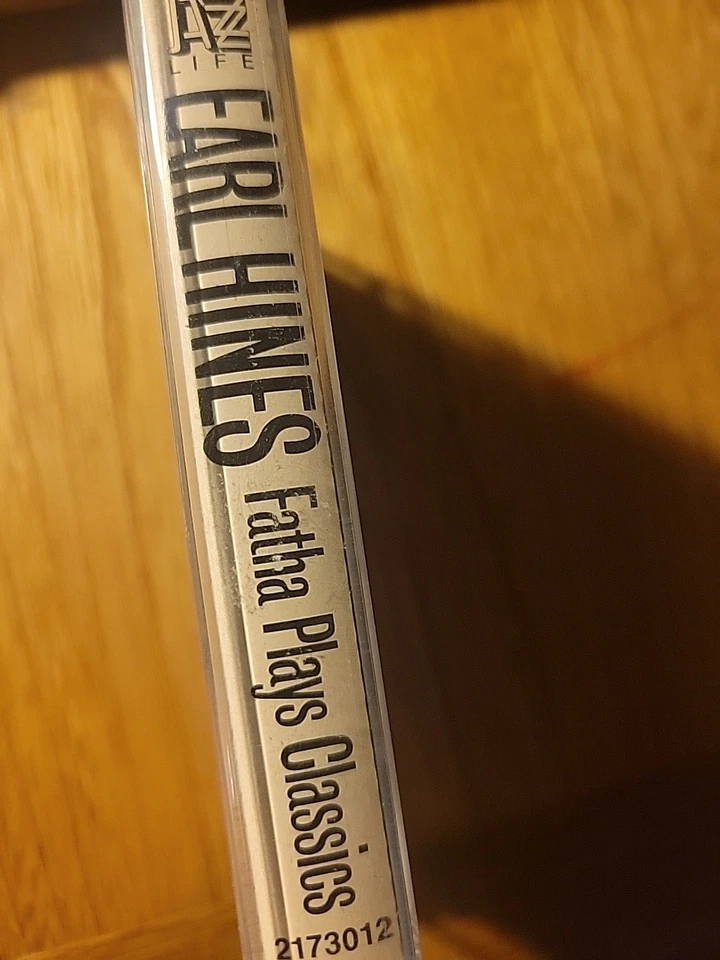 JAZZ
LIFE
EARL HINES Fatha Plays Classics
2173012